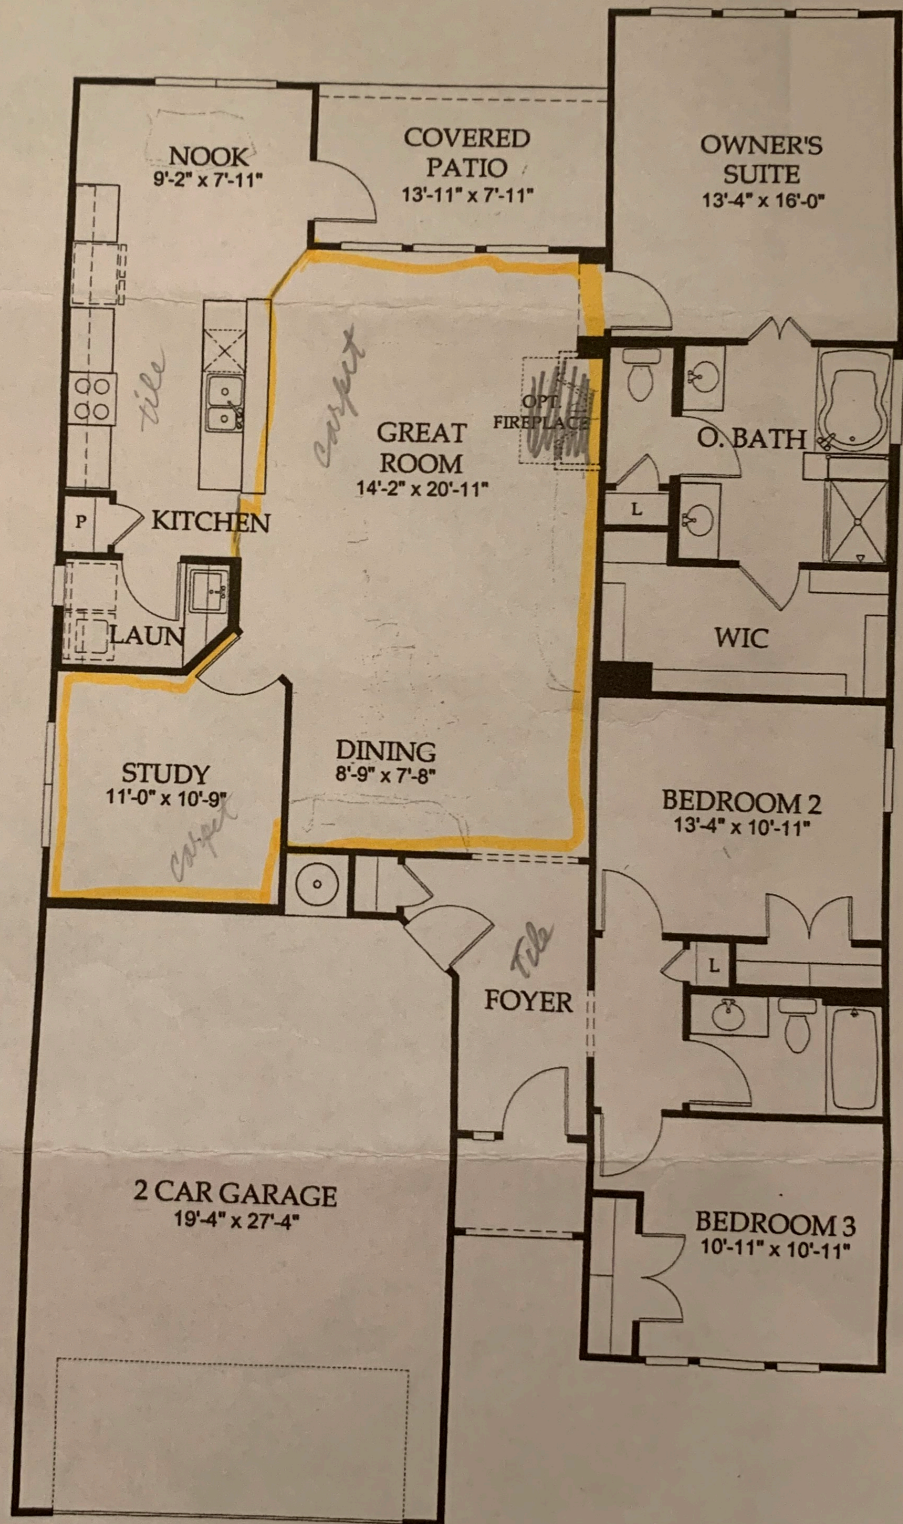 NOOK
9'-2" x 7'-11"
COVERED
PATIO
13'-11" x 7'-11"
OWNER'S
SUITE
13'-4" x 16'-0"
tile
carpet
OPT.
FIREPLACE
GREAT
ROOM
14'-2" x 20'-11"
O. BATH
L
P
KITCHEN
LAUN
WIC
STUDY
11'-0" x 10'-9"
carpet
DINING
8'-9" x 7'-8"
BEDROOM 2
13'-4" x 10'-11"
Tile
FOYER
L
2 CAR GARAGE
19'-4" x 27'-4"
BEDROOM 3
10'-11" x 10'-11"